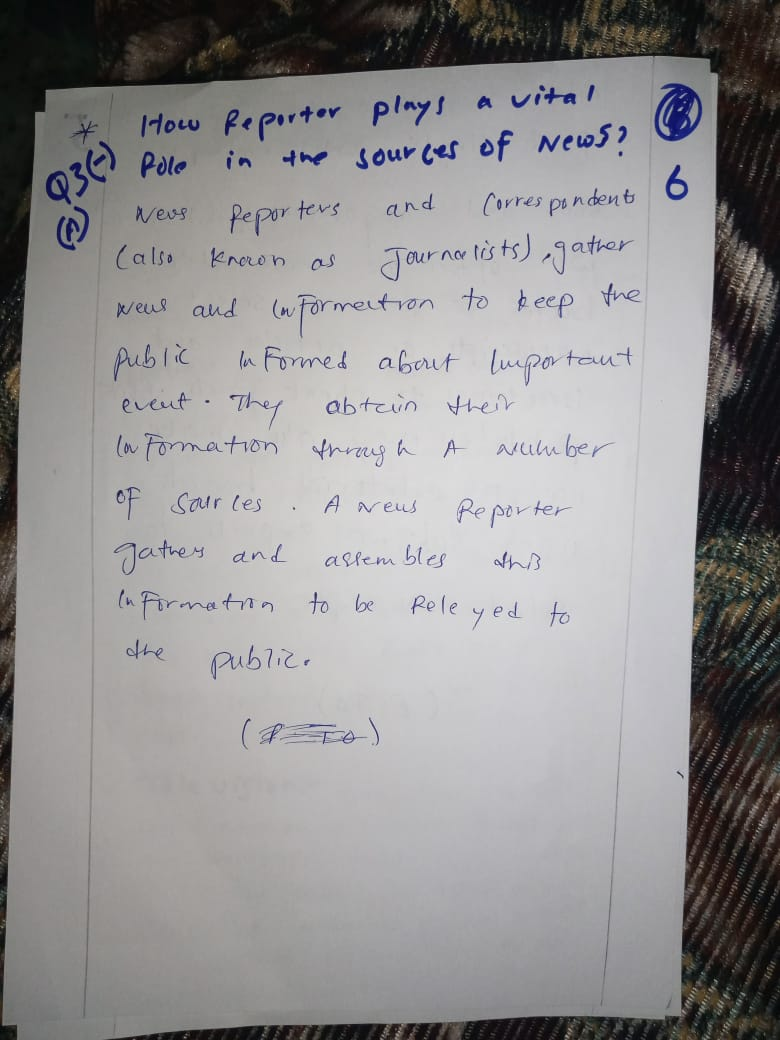 * How Reporter plays a vital
Q3(-) Role in the sources of News?
(A)
6
News Reporters and Correspondents
(also known as Journalists), gather
news and Information to keep the
public Informed about Important
event. They abtain their
Information through A number
of Sources. A news Reporter
gathers and assembles this
Information to be Releyed to
the public.